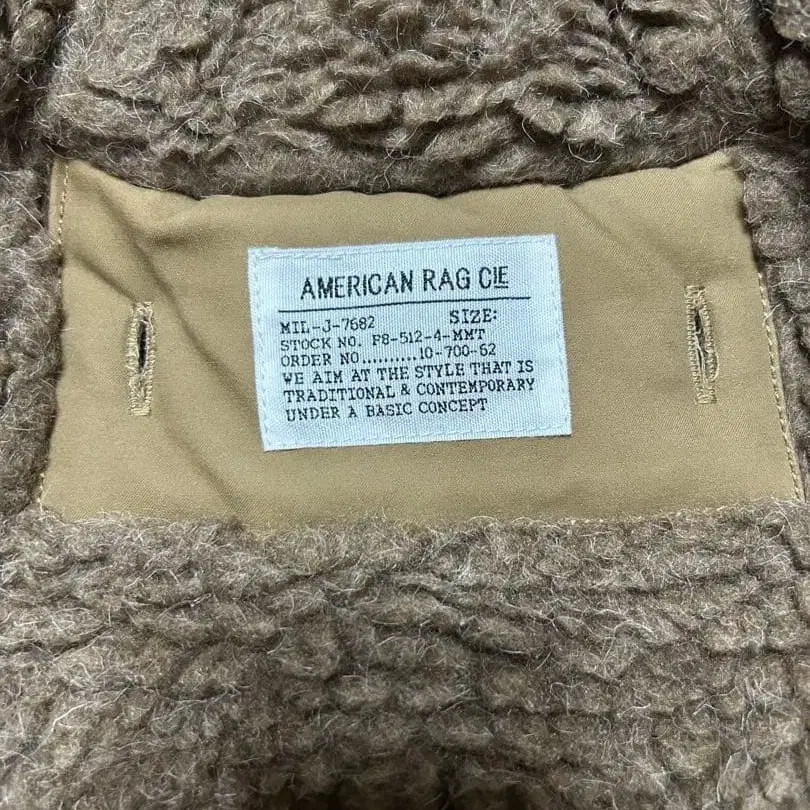 AMERICAN RAG CIE
MIL-J-7682 SIZE:
STOCK NO. F8-512-4-MMT
ORDER NO..........10-700-62
WE AIM AT THE STYLE THAT IS
TRADITIONAL & CONTEMPORARY
UNDER A BASIC CONCEPT